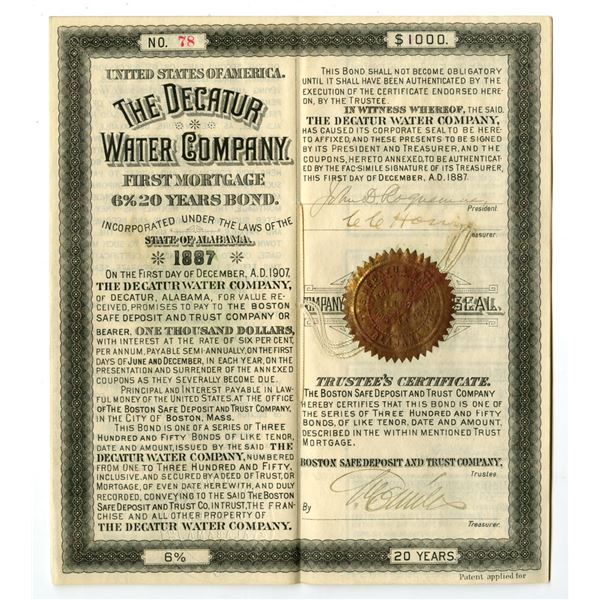 NO. 78
UNITED STATES OF AMERICA.
THE DECATUR
WATER COMPANY.
FIRST MORTGAGE
6% 20 YEARS BOND.
INCORPORATED UNDER THE LAWS OF THE
STATE OF ALABAMA.
1887
ON THE FIRST DAY OF DECEMBER, A.D. 1907,
THE DECATUR WATER COMPANY,
OF DECATUR, ALABAMA, FOR VALUE RE-
CEIVED, PROMISES TO PAY TO THE BOSTON
SAFE DEPOSIT AND TRUST COMPANY OR
BEARER. ONE THOUSAND DOLLARS,
WITH INTEREST AT THE RATE OF SIX PER CENT,
PER ANNUM, PAYABLE SEMI-ANNUALLY, ON THE FIRST
DAYS OF JUNE AND DECEMBER, IN EACH YEAR, ON THE
PRESENTATION AND SURRENDER OF THE ANNEXED
COUPONS AS THEY SEVERALLY BECOME DUE.
PRINCIPAL AND INTEREST PAYABLE IN LAW-
FUL MONEY OF THE UNITED STATES, AT THE OFFICE
OF THE BOSTON SAFE DEPOSIT AND TRUST COMPANY,
IN THE CITY OF BOSTON, MASS.
THIS BOND IS ONE OF A SERIES OF THREE
HUNDRED AND FIFTY BONDS OF LIKE TENOR,
DATE AND AMOUNT, ISSUED BY THE SAID THE
DECATUR WATER COMPANY, NUMBERED
FROM ONE TO THREE HUNDRED AND FIFTY,
INCLUSIVE, AND SECURED BY A DEED OF TRUST, OR
MORTGAGE, OF EVEN DATE HEREWITH, AND DULY
RECORDED, CONVEYING TO THE SAID THE BOSTON
SAFE DEPOSIT AND TRUST CO. IN TRUST, THE FRAN-
CHISE AND ALL OTHER PROPERTY OF
THE DECATUR WATER COMPANY.
6%
$1000.
THIS BOND SHALL NOT BECOME OBLIGATORY
UNTIL IT SHALL HAVE BEEN AUTHENTICATED BY THE
EXECUTION OF THE CERTIFICATE ENDORSED HERE-
ON, BY THE TRUSTEE.
IN WITNESS WHEREOF, THE SAID.
THE DECATUR WATER COMPANY,
HAS CAUSED ITS CORPORATE SEAL TO BE HERE-
TO AFFIXED, AND THESE PRESENTS TO BE SIGNED
BY ITS PRESIDENT AND TREASURER, AND THE
COUPONS, HERETO ANNEXED, TO BE AUTHENTICAT-
ED BY THE FAC-SIMILE SIGNATURE OF ITS TREASURER,
THIS FIRST DAY OF DECEMBER, A.D. 1887.
John D.
President.
C C
easurer.
COMPANY SEAL.
TRUSTEE'S CERTIFICATE.
THE BOSTON SAFE DEPOSIT AND TRUST COMPANY
HEREBY CERTIFIES THAT THIS BOND IS ONE OF
THE SERIES OF THREE HUNDRED AND FIFTY
BONDS, OF LIKE TENOR, DATE AND AMOUNT,
DESCRIBED IN THE WITHIN MENTIONED TRUST
MORTGAGE.
BOSTON SAFE DEPOSIT AND TRUST COMPANY,
Trustee.
By
Treasurer.
20 YEARS.
Patent applied for